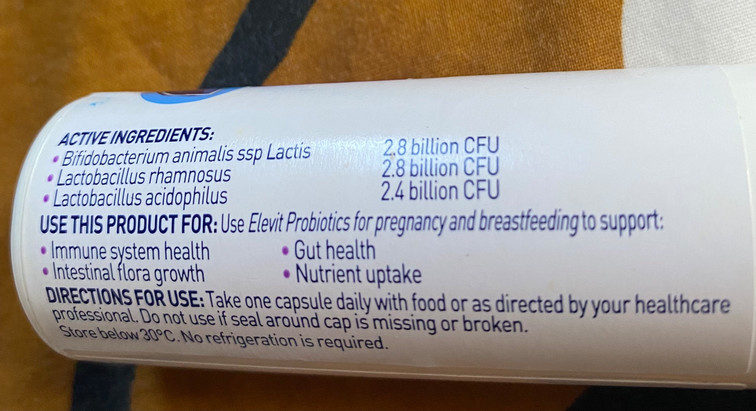 ACTIVE INGREDIENTS:
• Bifidobacterium animalis ssp Lactis 2.8 billion CFU
• Lactobacillus rhamnosus 2.8 billion CFU
• Lactobacillus acidophilus 2.4 billion CFU
USE THIS PRODUCT FOR: Use Elevit Probiotics for pregnancy and breastfeeding to support:
• Immune system health • Gut health
• Intestinal flora growth • Nutrient uptake
DIRECTIONS FOR USE: Take one capsule daily with food or as directed by your healthcare
professional. Do not use if seal around cap is missing or broken.
Store below 30°C. No refrigeration is required.